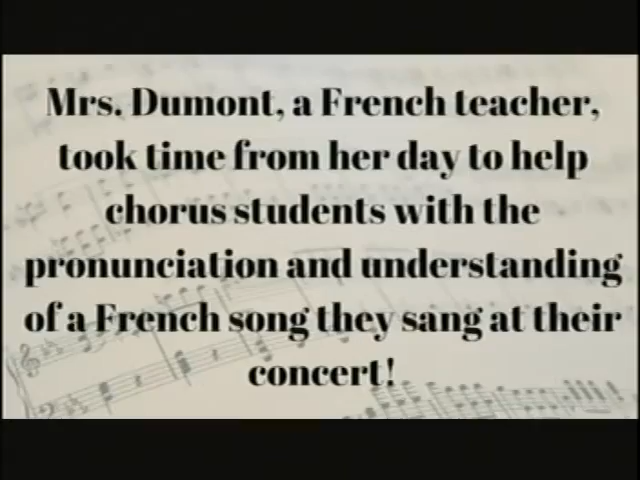 Mrs. Dumont, a French teacher,
took time from her day to help
chorus students with the
pronunciation and understanding
of a French song they sang at their
concert!